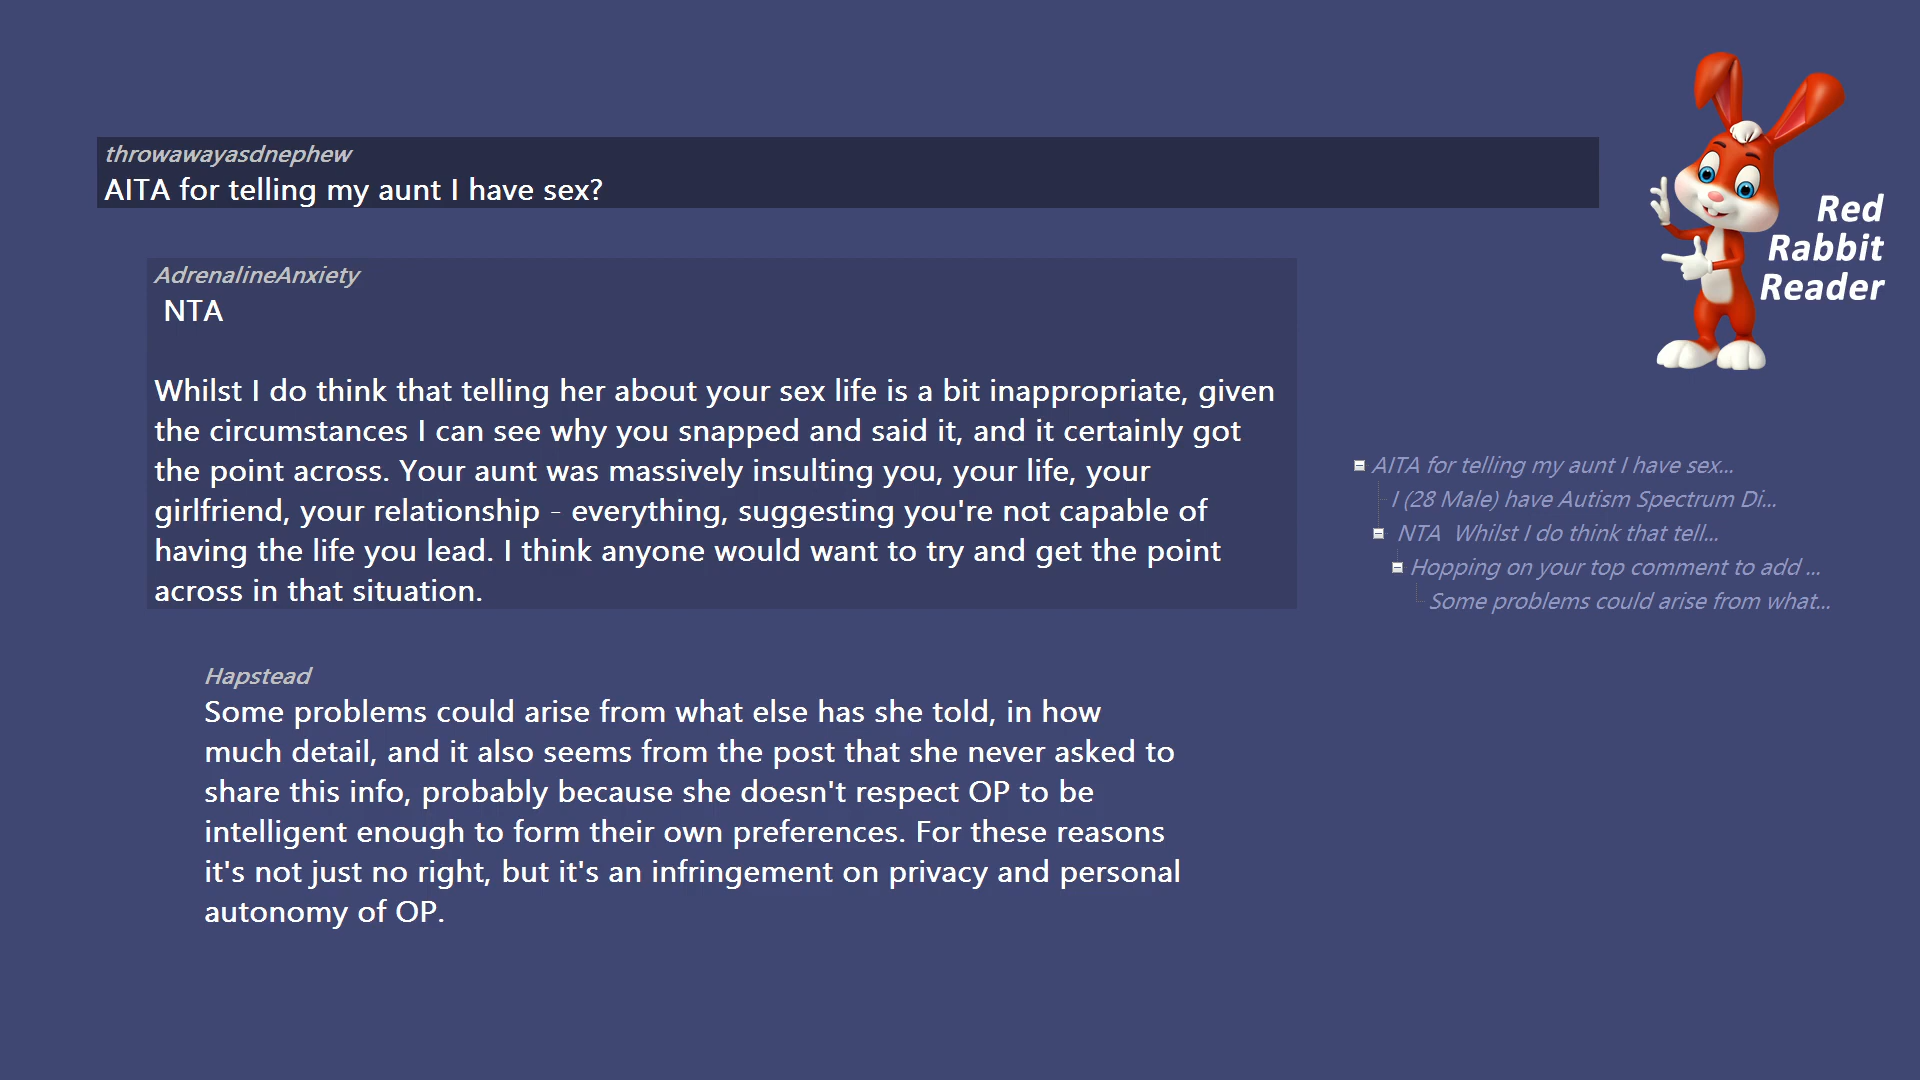 throwawayasdnephew
AITA for telling my aunt I have sex?
AdrenalineAnxiety
NTA
Whilst I do think that telling her about your sex life is a bit inappropriate, given
the circumstances I can see why you snapped and said it, and it certainly got
the point across. Your aunt was massively insulting you, your life, your
girlfriend, your relationship - everything, suggesting you're not capable of
having the life you lead. I think anyone would want to try and get the point
across in that situation.
Hapstead
Some problems could arise from what else has she told, in how
much detail, and it also seems from the post that she never asked to
share this info, probably because she doesn't respect OP to be
intelligent enough to form their own preferences. For these reasons
it's not just no right, but it's an infringement on privacy and personal
autonomy of OP.
Red
Rabbit
Reader
AITA for telling my aunt I have sex...
I (28 Male) have Autism Spectrum Di...
NTA  Whilst I do think that tell...
Hopping on your top comment to add ...
Some problems could arise from what...